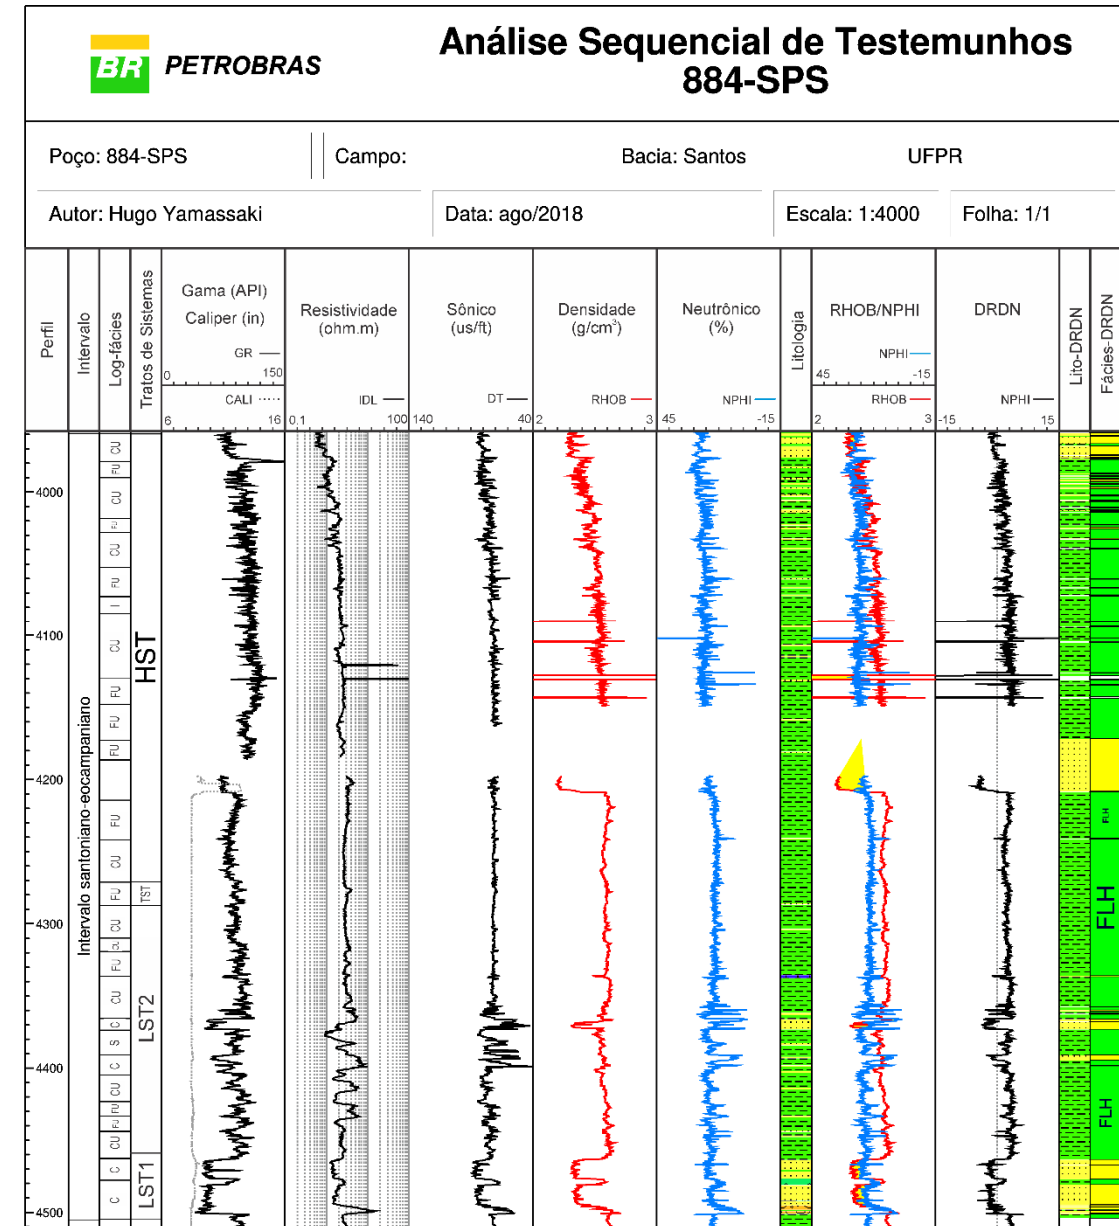 BR PETROBRAS
Análise Sequencial de Testemunhos
884-SPS
Poço: 884-SPS
Campo:
Bacia: Santos
UFPR
Autor: Hugo Yamassaki
Data: ago/2018
Escala: 1:4000
Folha: 1/1
Perfil
Intervalo
Log-fácies
Tratos de Sistemas
Gama (API)
Caliper (in)
GR
0 150
CALI
6 16
Resistividade
(ohm.m)
IDL
0.1 100
Sônico
(us/ft)
DT
140 40
Densidade
(g/cm³)
RHOB
2 3
Neutrônico
(%)
NPHI
45 -15
Litologia
RHOB/NPHI
NPHI
45 -15
RHOB
2 3
DRDN
NPHI
-15 15
Lito-DRDN
Fácies-DRDN
4000
4100
4200
4300
4400
4500
Intervalo santoniano-eocampaniano
CU
FU
CU
FU
CU
FU
I
CU
FU
FU
FU
FU
CU
FU
CU
FU
CU
C
S
C
CU
FU
FU
CU
C
C
HST
TST
LST2
LST1
FLH
FLH
FLH